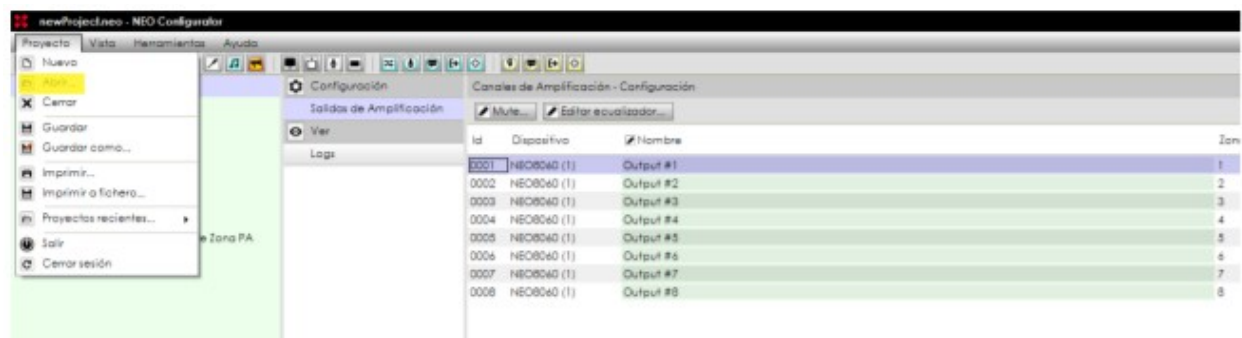 newProject.neo - NEO Configurator
Proyecto Vista Herramientas Ayuda
Nuevo
Abrir...
Cerrar
Guardar
Guardar como...
Imprimir...
Imprimir a fichero...
Proyectos recientes...
Salir
Cerrar sesión
e Zona PA
Configuración
Salidas de Amplificación
Ver
Logs
Canales de Amplificación - Configuración
Mute... Editar ecualizador...
Id Dispositivo Nombre Zon
0001 NEO8060 (1) Output #1 1
0002 NEO8060 (1) Output #2 2
0003 NEO8060 (1) Output #3 3
0004 NEO8060 (1) Output #4 4
0005 NEO8060 (1) Output #5 5
0006 NEO8060 (1) Output #6 6
0007 NEO8060 (1) Output #7 7
0008 NEO8060 (1) Output #8 8